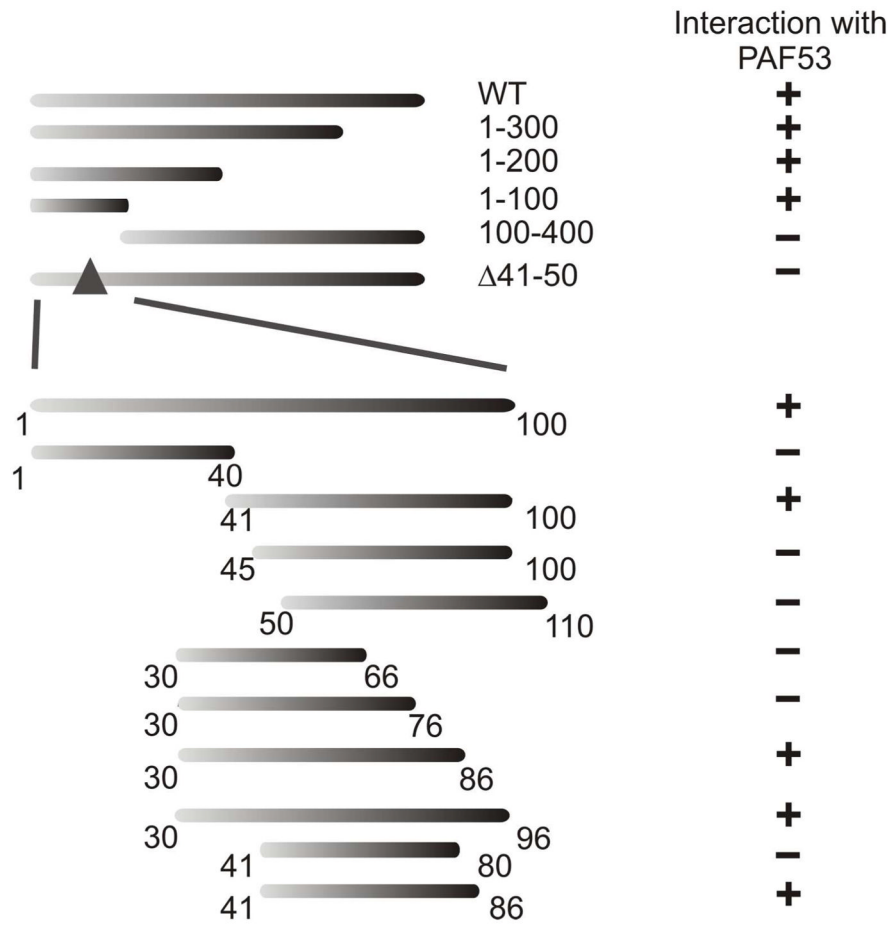 Interaction with
PAF53
WT +
1-300 +
1-200 +
1-100 +
100-400 –
Δ41-50 –
1 100 +
1 40 –
41 100 +
45 100 –
50 110 –
30 66 –
30 76 –
30 86 +
30 96 +
41 80 –
41 86 +